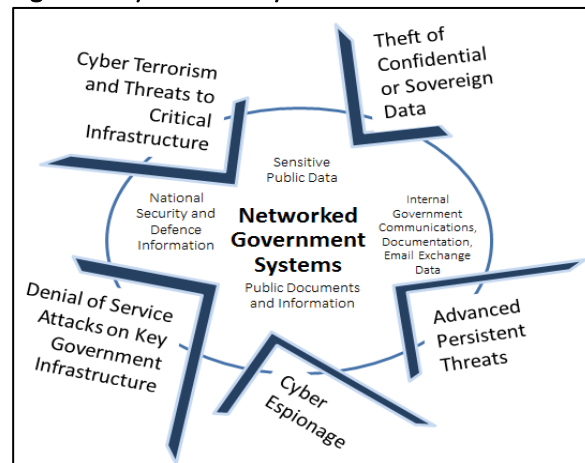 Cyber Terrorism
and Threats to
Critical
Infrastructure
Theft of
Confidential
or Sovereign
Data
Sensitive
Public Data
National
Security and
Defence
Information
Networked
Government
Systems
Internal
Government
Communications,
Documentation,
Email Exchange
Data
Public Documents
and Information
Denial of Service
Attacks on Key
Government
Infrastructure
Cyber
Espionage
Advanced
Persistent
Threats